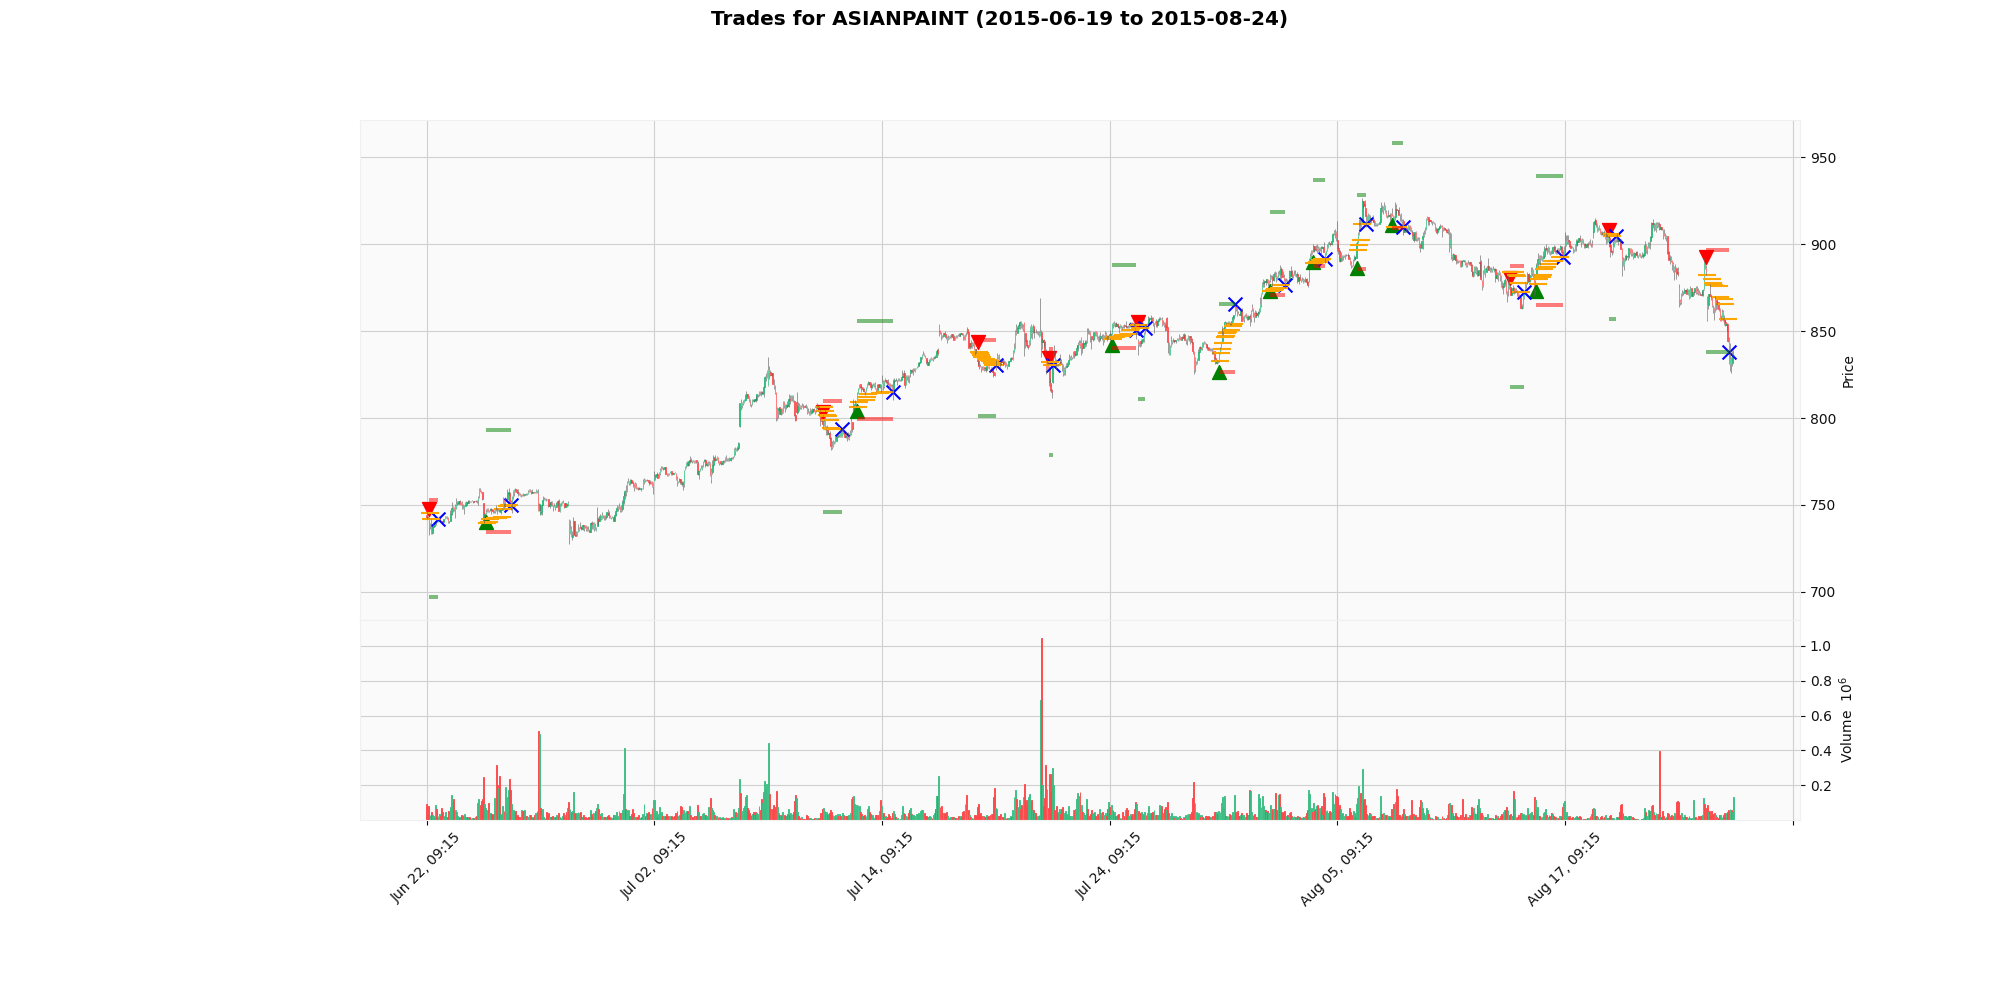 Trades for ASIANPAINT (2015-06-19 to 2015-08-24)
950
900
850
800
750
700
Price
1.0
0.8
0.6
0.4
0.2
Volume 10^6
Jun 22, 09:15
Jul 02, 09:15
Jul 14, 09:15
Jul 24, 09:15
Aug 05, 09:15
Aug 17, 09:15